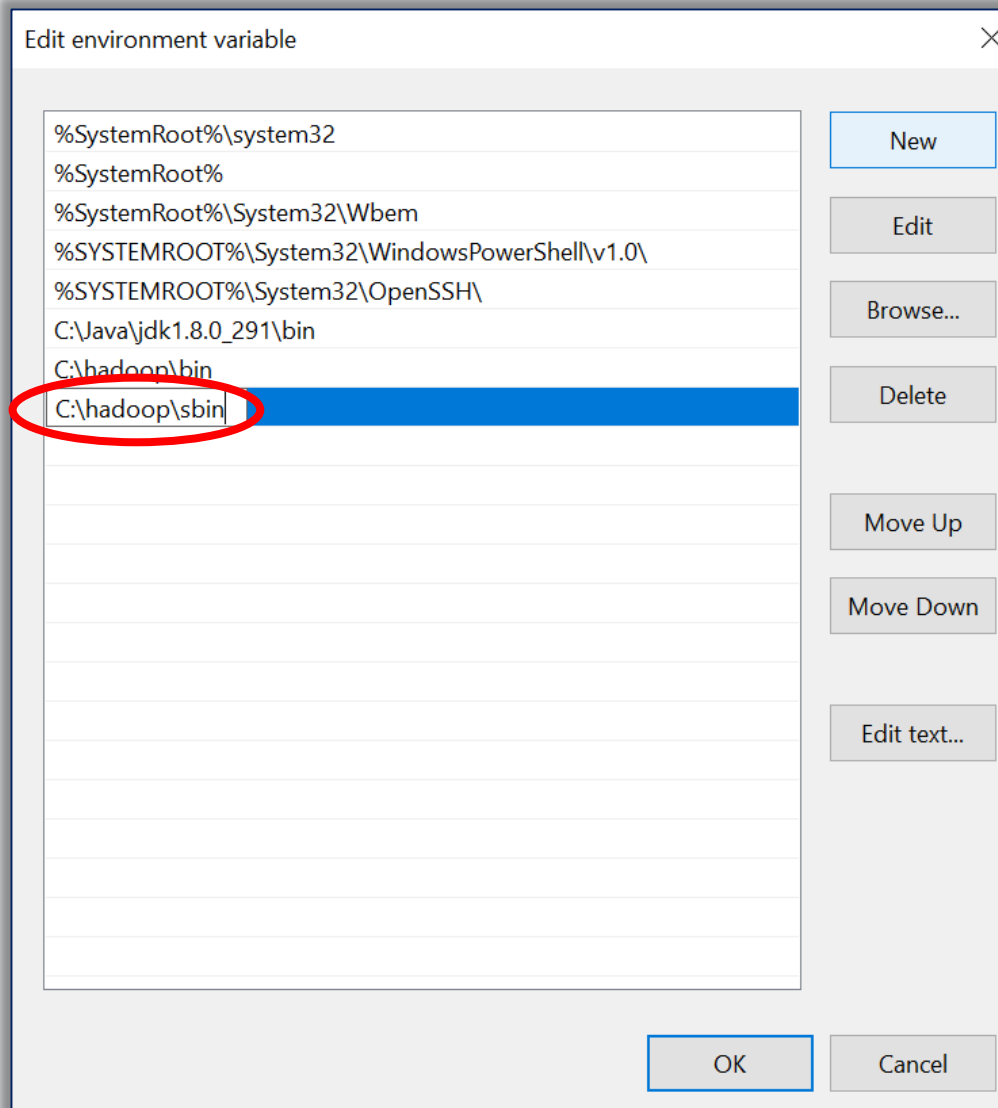 Edit environment variable
%SystemRoot%\system32
%SystemRoot%
%SystemRoot%\System32\Wbem
%SYSTEMROOT%\System32\WindowsPowerShell\v1.0\
%SYSTEMROOT%\System32\OpenSSH\
C:\Java\jdk1.8.0_291\bin
C:\hadoop\bin
C:\hadoop\sbin
New
Edit
Browse...
Delete
Move Up
Move Down
Edit text...
OK
Cancel